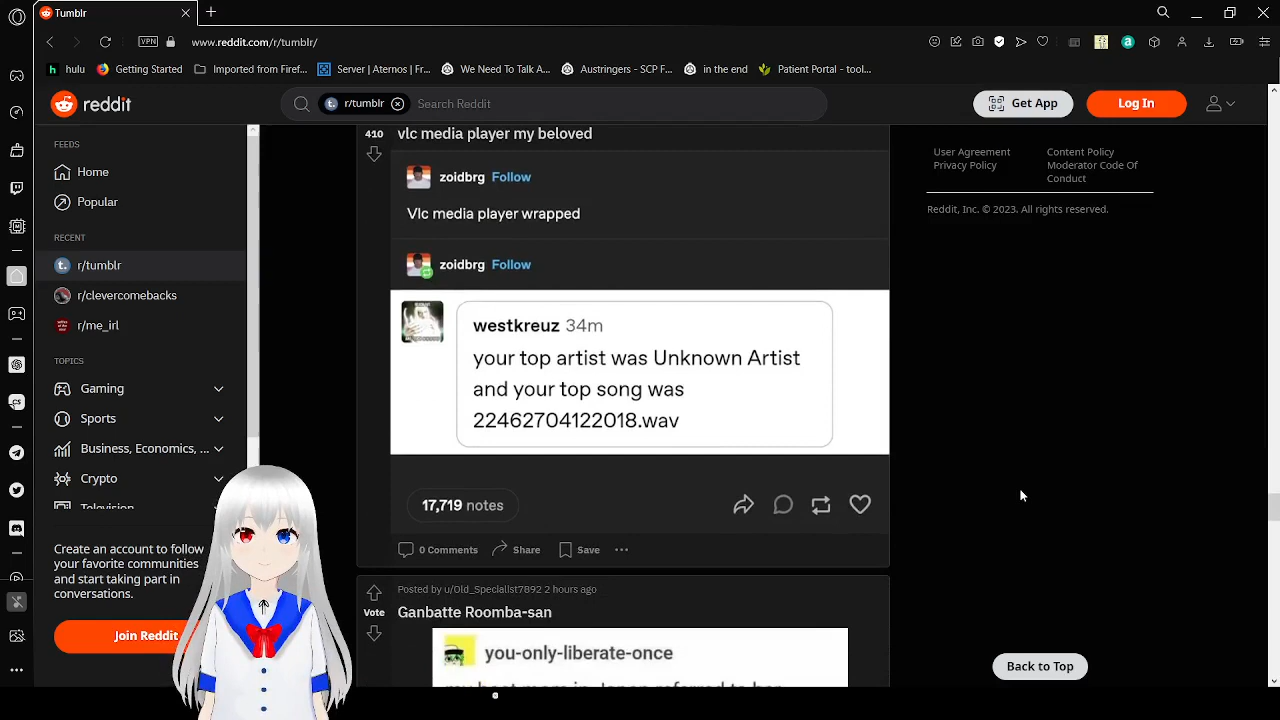 Tumblr
www.reddit.com/r/tumblr/
VPN
hulu
Getting Started
Imported from Firef...
Server | Aternos | Fr...
We Need To Talk A...
Austringers - SCP F...
in the end
Patient Portal - tool...
reddit
r/tumblr
Search Reddit
Get App
Log In
FEEDS
Home
Popular
RECENT
r/tumblr
r/clevercomebacks
r/me_irl
TOPICS
Gaming
Sports
Business, Economics, ...
Crypto
Television
Create an account to follow
your favorite communities
and start taking part in
conversations.
Join Reddit
410
vlc media player my beloved
zoidbrg Follow
Vlc media player wrapped
zoidbrg Follow
westkreuz 34m
your top artist was Unknown Artist
and your top song was
22462704122018.wav
17,719 notes
0 Comments
Share
Save
Posted by u/Old_Specialist7892 2 hours ago
Vote
Ganbatte Roomba-san
you-only-liberate-once
User Agreement
Privacy Policy
Content Policy
Moderator Code Of
Conduct
Reddit, Inc. © 2023. All rights reserved.
Back to Top